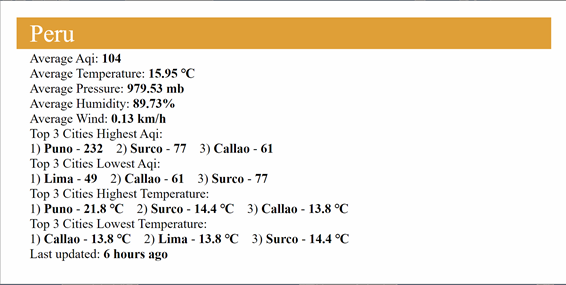 Peru
Average Aqi: 104
Average Temperature: 15.95 °C
Average Pressure: 979.53 mb
Average Humidity: 89.73%
Average Wind: 0.13 km/h
Top 3 Cities Highest Aqi:
1) Puno - 232 2) Surco - 77 3) Callao - 61
Top 3 Cities Lowest Aqi:
1) Lima - 49 2) Callao - 61 3) Surco - 77
Top 3 Cities Highest Temperature:
1) Puno - 21.8 °C 2) Surco - 14.4 °C 3) Callao - 13.8 °C
Top 3 Cities Lowest Temperature:
1) Callao - 13.8 °C 2) Lima - 13.8 °C 3) Surco - 14.4 °C
Last updated: 6 hours ago